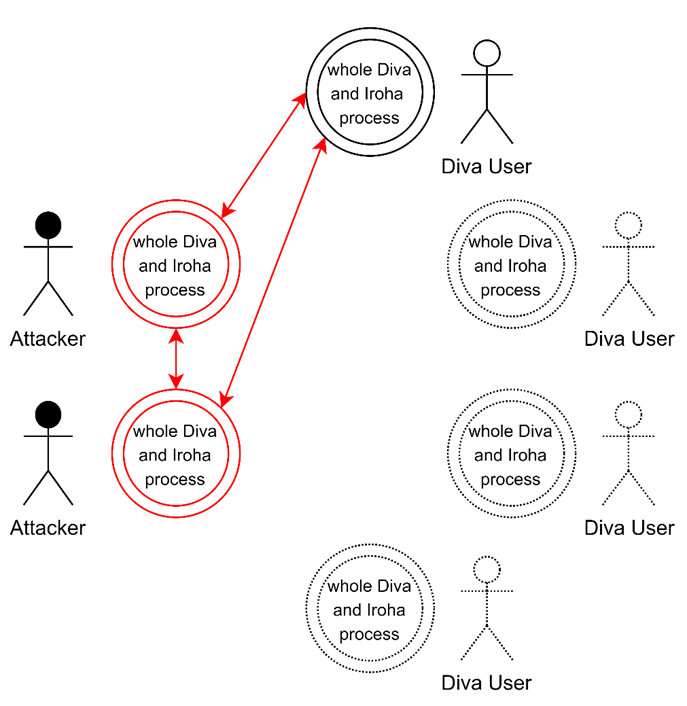 whole Diva
and Iroha
process
Diva User
whole Diva
and Iroha
process
Attacker
whole Diva
and Iroha
process
Diva User
whole Diva
and Iroha
process
Attacker
whole Diva
and Iroha
process
Diva User
whole Diva
and Iroha
process
Diva User